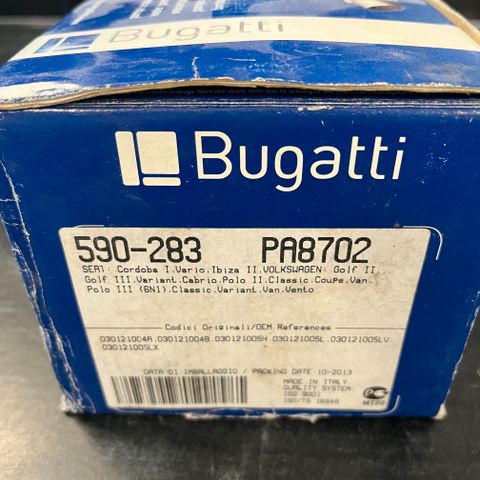 Bugatti
Bugatti
590-283 PA8702
SEAT: Cordoba I.Vario.Ibiza II.VOLKSWAGEN: Golf II.
Golf III.Variant.Cabrio.Polo II.Classic.Coupe.Van.
Polo III (6N1).Classic.Variant.Van.Vento
Codici Originali/OEM References
030121004A.030121004B.030121005H.030121005L.030121005LV
030121005LX
DATA DI IMBALLAGGIO / PACKING DATE 10-2013
MADE IN ITALY
QUALITY SYSTEM:
ISO 9001
ISO/TS 16949